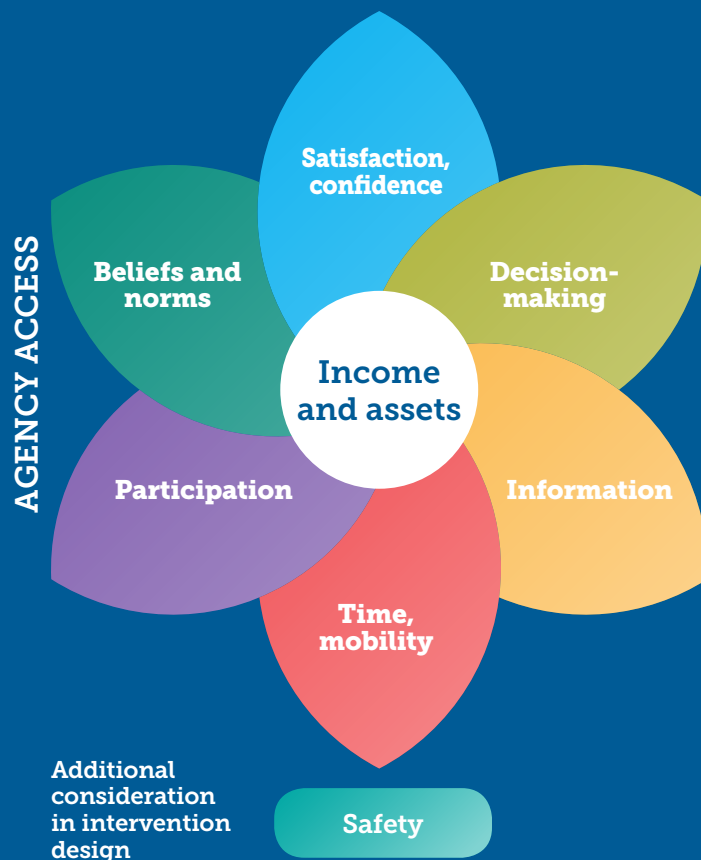 Satisfaction,
confidence
Beliefs and
norms
Decision-
making
AGENCY ACCESS
Income
and assets
Participation
Information
Time,
mobility
Additional
consideration
in intervention
design
Safety